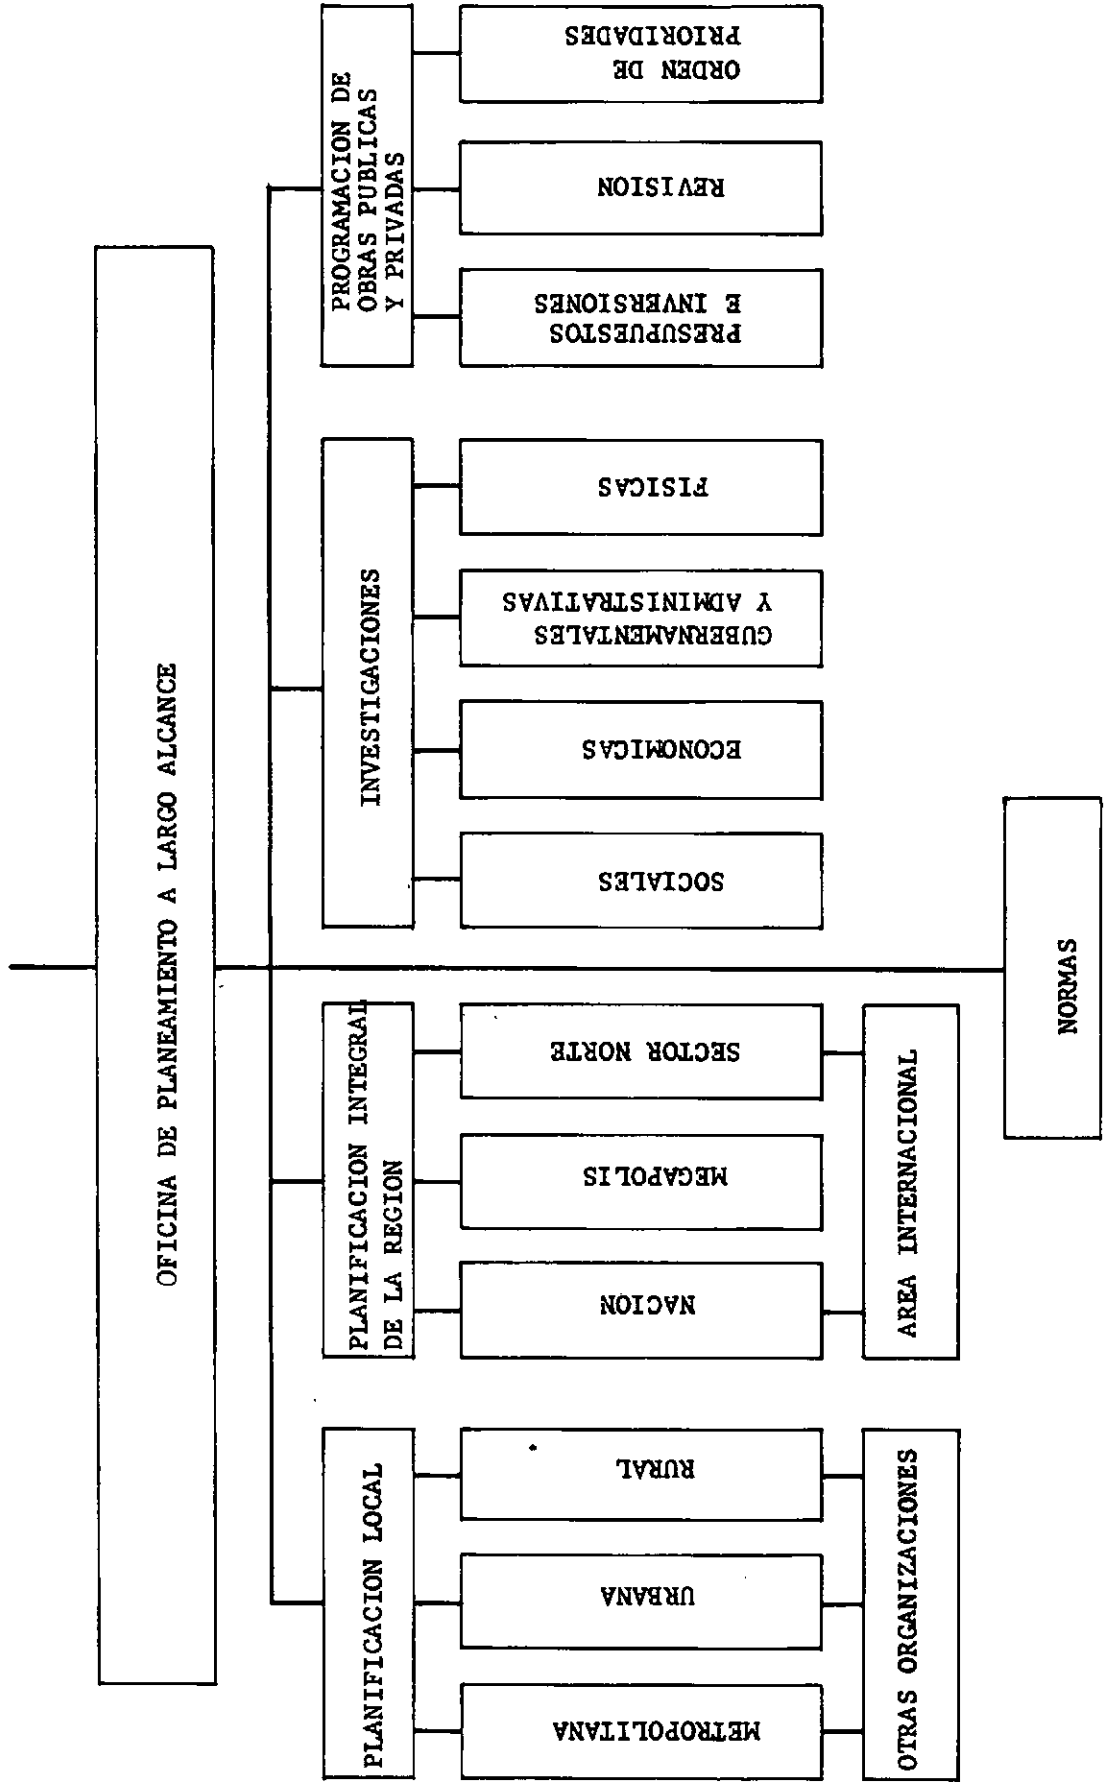 OFICINA DE PLANEAMIENTO A LARGO ALCANCE
PLANIFICACION LOCAL
PLANIFICACION INTEGRAL
DE LA REGION
INVESTIGACIONES
PROGRAMACION DE
OBRAS PUBLICAS
Y PRIVADAS
METROPOLITANA
URBANA
RURAL
NACION
MEGAPOLIS
SECTOR NORTE
SOCIALES
ECONOMICAS
GUBERNAMENTALES
Y ADMINISTRATIVAS
FISICAS
PRESUPUESTOS
E INVERSIONES
REVISION
ORDEN DE
PRIORIDADES
OTRAS ORGANIZACIONES
AREA INTERNACIONAL
NORMAS